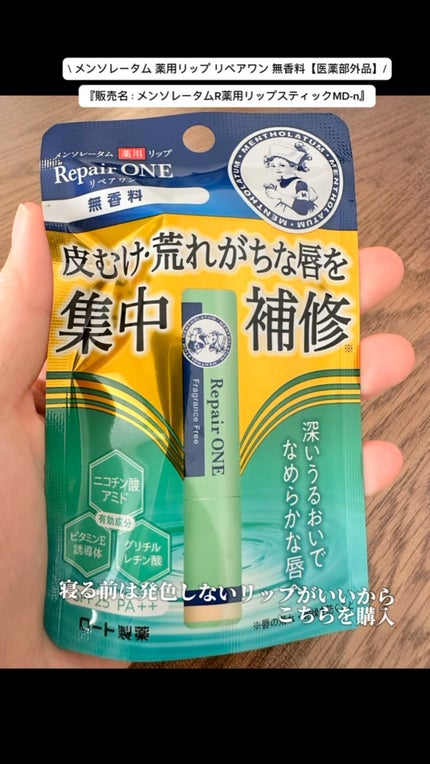 \ メンソレータム 薬用リップ リペアワン 無香料【医薬部外品】/
『販売名：メンソレータムR薬用リップスティックMD-n』
メンソレータム 薬用 リップ
Repair ONE
リペアワン
無香料
MENTHOLATUM・MENTHOLATUM・MENTHOLATUM
皮むけ・荒れがちな唇を
集中 補修※
Repair ONE
Fragrance Free
深いうるおいで
なめらかな唇
ニコチン酸
アミド
有効成分
ビタミンE
誘導体
グリチル
レチン酸
寝る前は発色しないリップがいいから
こちらを購入
25 PA++
ロート製薬